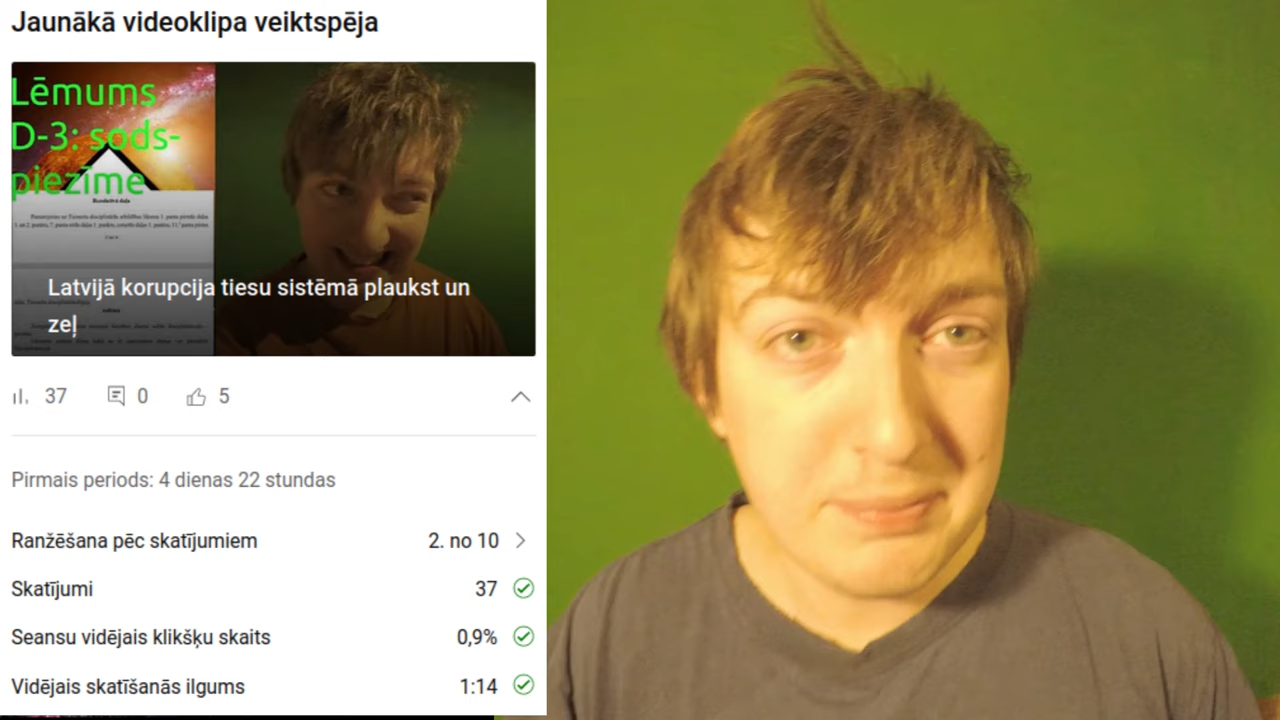 Jaunākā videoklipa veiktspēja
Lēmums
D-3: sods-
piezīme
Latvijā korupcija tiesu sistēmā plaukst un
zeļ
37 0 5
Pirmais periods: 4 dienas 22 stundas
Ranžēšana pēc skatījumiem 2. no 10
Skatījumi 37
Seansu vidējais klikšķu skaits 0,9%
Vidējais skatīšanās ilgums 1:14